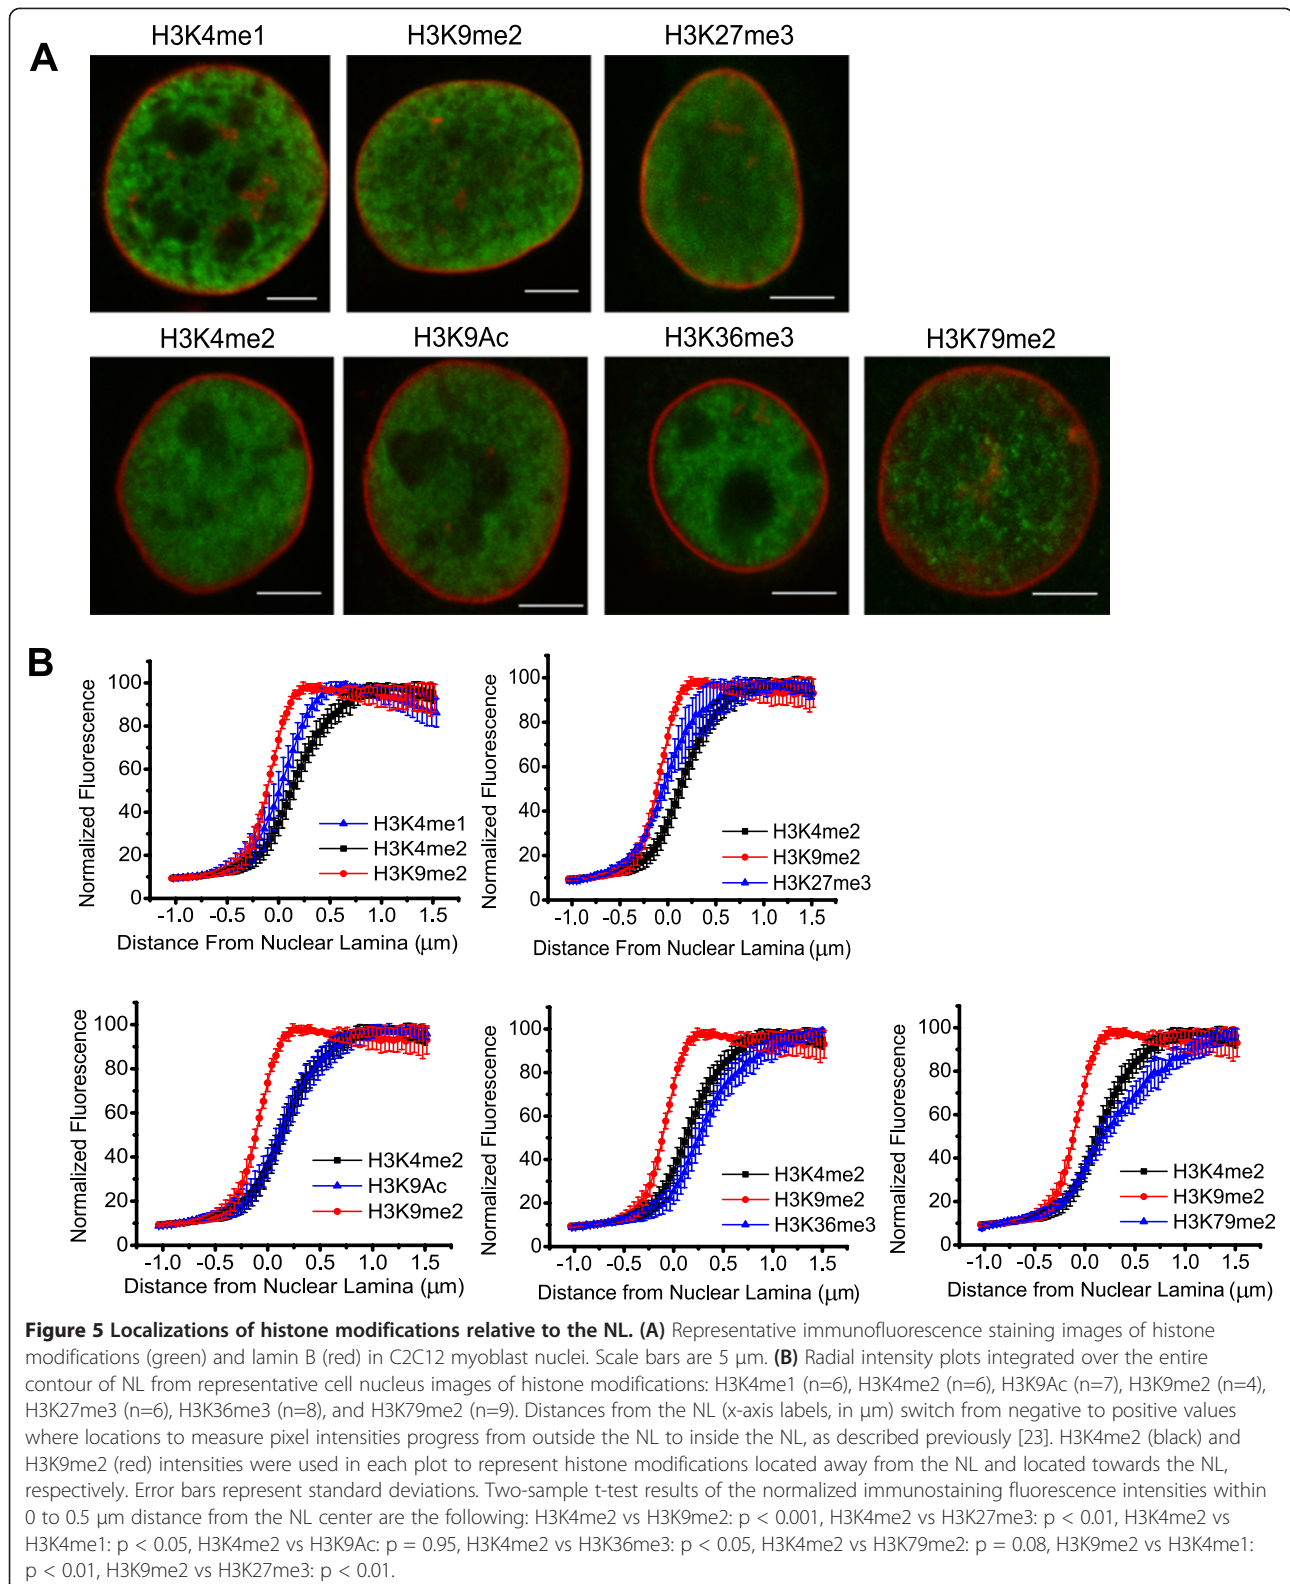 A
H3K4me1
H3K9me2
H3K27me3
H3K4me2
H3K9Ac
H3K36me3
H3K79me2
B
Normalized Fluorescence
100
80
60
40
20
0
H3K4me1
H3K4me2
H3K9me2
-1.0 -0.5 0.0 0.5 1.0 1.5
Distance From Nuclear Lamina (μm)
Normalized Fluorescence
100
80
60
40
20
0
H3K4me2
H3K9me2
H3K27me3
-1.0 -0.5 0.0 0.5 1.0 1.5
Distance From Nuclear Lamina (μm)
Normalized Fluorescence
100
80
60
40
20
0
H3K4me2
H3K9Ac
H3K9me2
-1.0 -0.5 0.0 0.5 1.0 1.5
Distance from Nuclear Lamina (μm)
Normalized Fluorescence
100
80
60
40
20
0
H3K4me2
H3K9me2
H3K36me3
-1.0 -0.5 0.0 0.5 1.0 1.5
Distance from Nuclear Lamina (μm)
Normalized Fluorescence
100
80
60
40
20
0
H3K4me2
H3K9me2
H3K79me2
-1.0 -0.5 0.0 0.5 1.0 1.5
Distance from Nuclear Lamina (μm)
Figure 5 Localizations of histone modifications relative to the NL. (A) Representative immunofluorescence staining images of histone
modifications (green) and lamin B (red) in C2C12 myoblast nuclei. Scale bars are 5 μm. (B) Radial intensity plots integrated over the entire
contour of NL from representative cell nucleus images of histone modifications: H3K4me1 (n=6), H3K4me2 (n=6), H3K9Ac (n=7), H3K9me2 (n=4),
H3K27me3 (n=6), H3K36me3 (n=8), and H3K79me2 (n=9). Distances from the NL (x-axis labels, in μm) switch from negative to positive values
where locations to measure pixel intensities progress from outside the NL to inside the NL, as described previously [23]. H3K4me2 (black) and
H3K9me2 (red) intensities were used in each plot to represent histone modifications located away from the NL and located towards the NL,
respectively. Error bars represent standard deviations. Two-sample t-test results of the normalized immunostaining fluorescence intensities within
0 to 0.5 μm distance from the NL center are the following: H3K4me2 vs H3K9me2: p < 0.001, H3K4me2 vs H3K27me3: p < 0.01, H3K4me2 vs
H3K4me1: p < 0.05, H3K4me2 vs H3K9Ac: p = 0.95, H3K4me2 vs H3K36me3: p < 0.05, H3K4me2 vs H3K79me2: p = 0.08, H3K9me2 vs H3K4me1:
p < 0.01, H3K9me2 vs H3K27me3: p < 0.01.